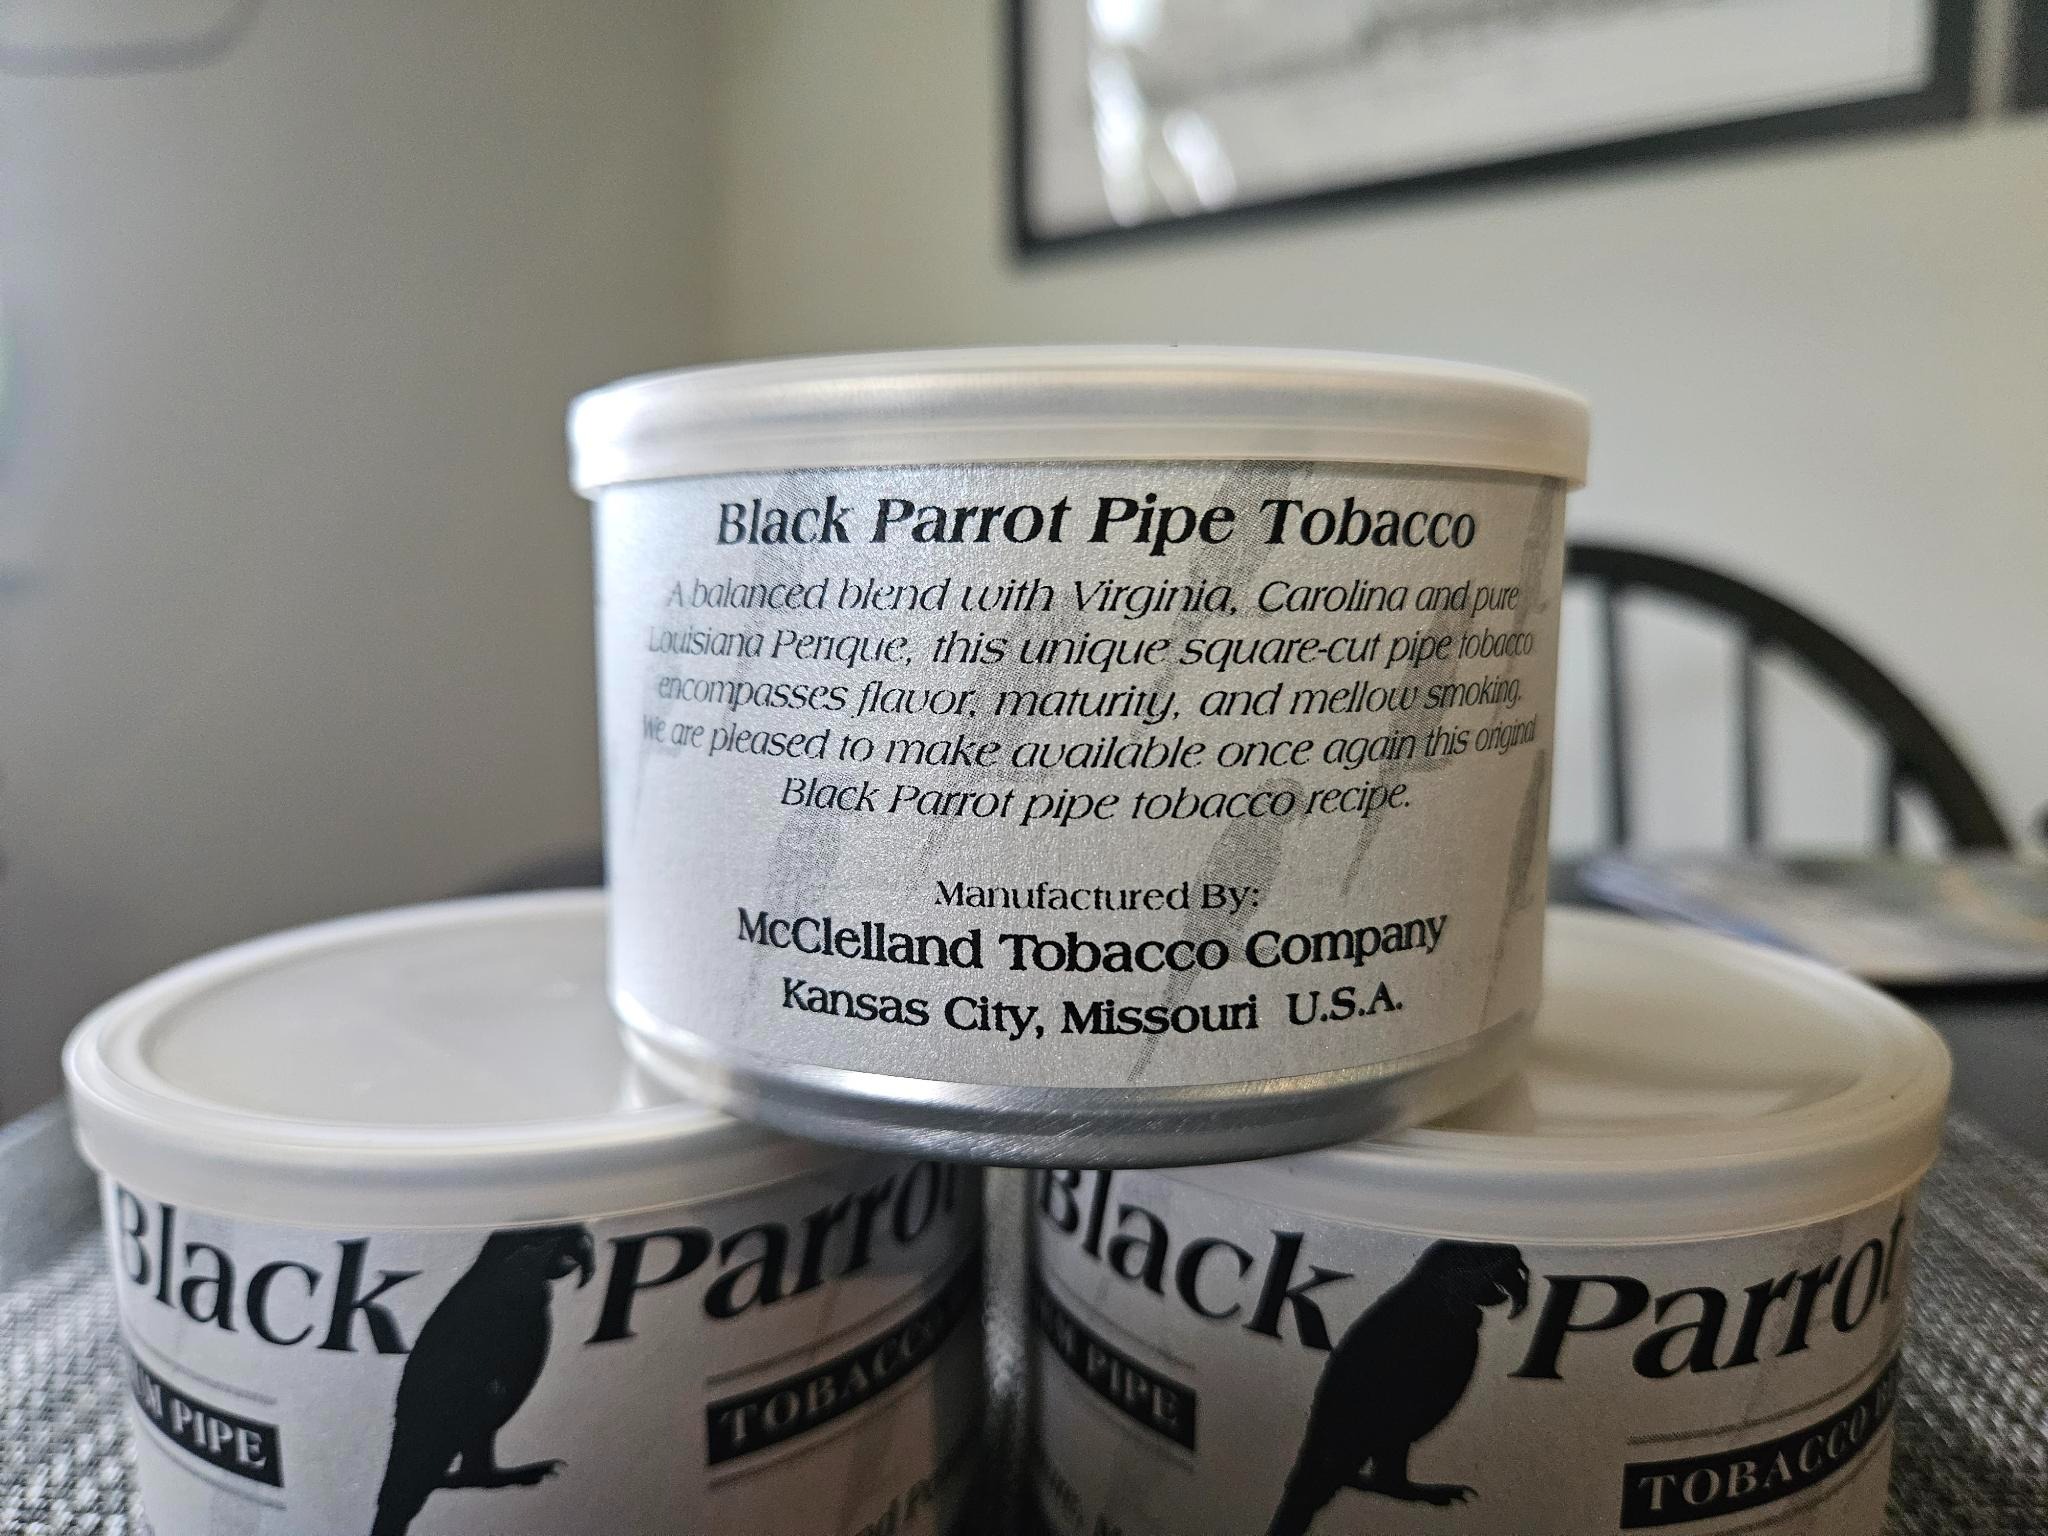 Black Parrot Pipe Tobacco
A balanced blend with Virginia, Carolina and pure
Louisiana Perique, this unique square-cut pipe tobacco
encompasses flavor, maturity, and mellow smoking.
We are pleased to make available once again this original
Black Parrot pipe tobacco recipe.
Manufactured By:
McClelland Tobacco Company
Kansas City, Missouri U.S.A.
Black Parrot
PIPE TOBACCO
Black Parrot
PIPE TOBACCO